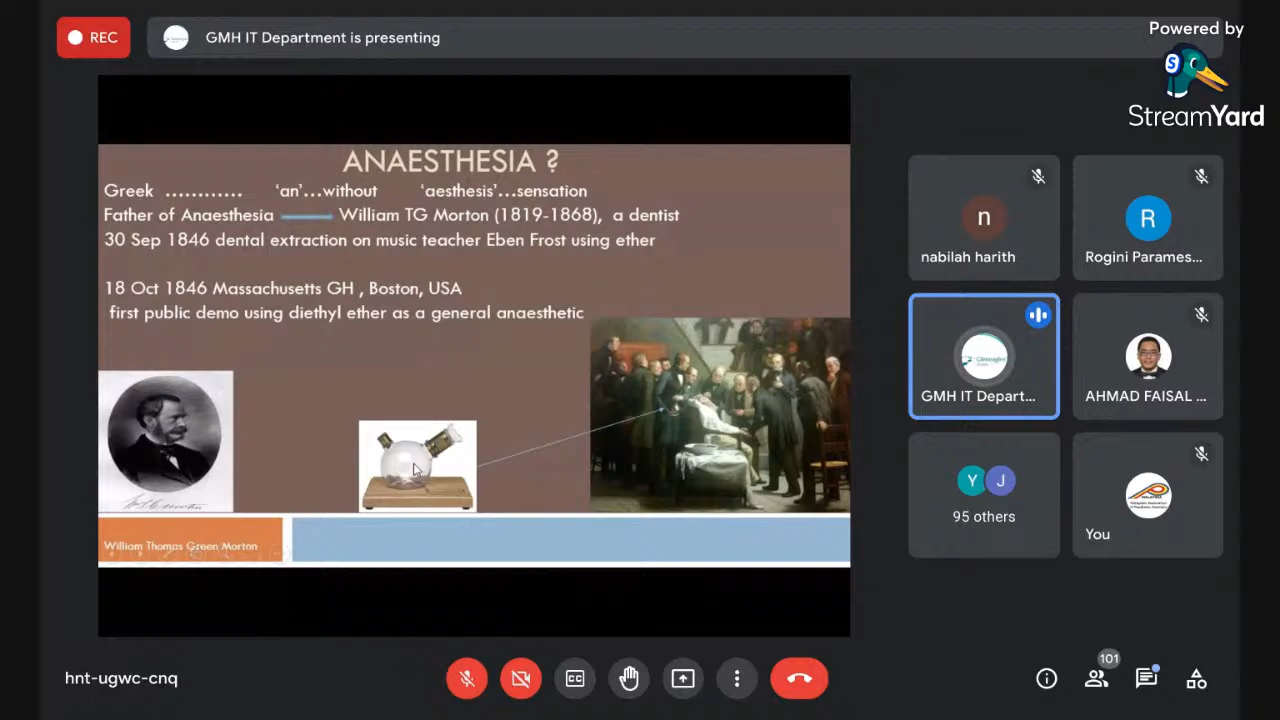 REC
GMH IT Department is presenting
Powered by
StreamYard
ANAESTHESIA ?
Greek ............ 'an'...without 'aesthesis'...sensation
Father of Anaesthesia William TG Morton (1819-1868), a dentist
30 Sep 1846 dental extraction on music teacher Eben Frost using ether
18 Oct 1846 Massachusetts GH , Boston, USA
first public demo using diethyl ether as a general anaesthetic
William Thomas Green Morton
n
nabilah harith
R
Rogini Parames...
GMH IT Depart...
AHMAD FAISAL ...
Y J
95 others
You
hnt-ugwc-cnq
CC
101